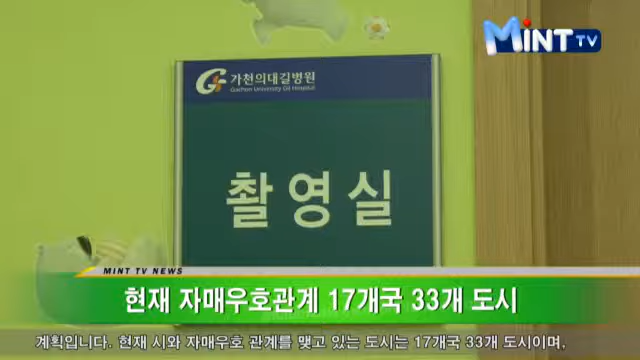 MINT TV
가천의대길병원
Gachon University Gil Hospital
촬영실
MINT TV NEWS
현재 자매우호관계 17개국 33개 도시
계획입니다. 현재 시와 자매우호 관계를 맺고 있는 도시는 17개국 33개 도시이며,